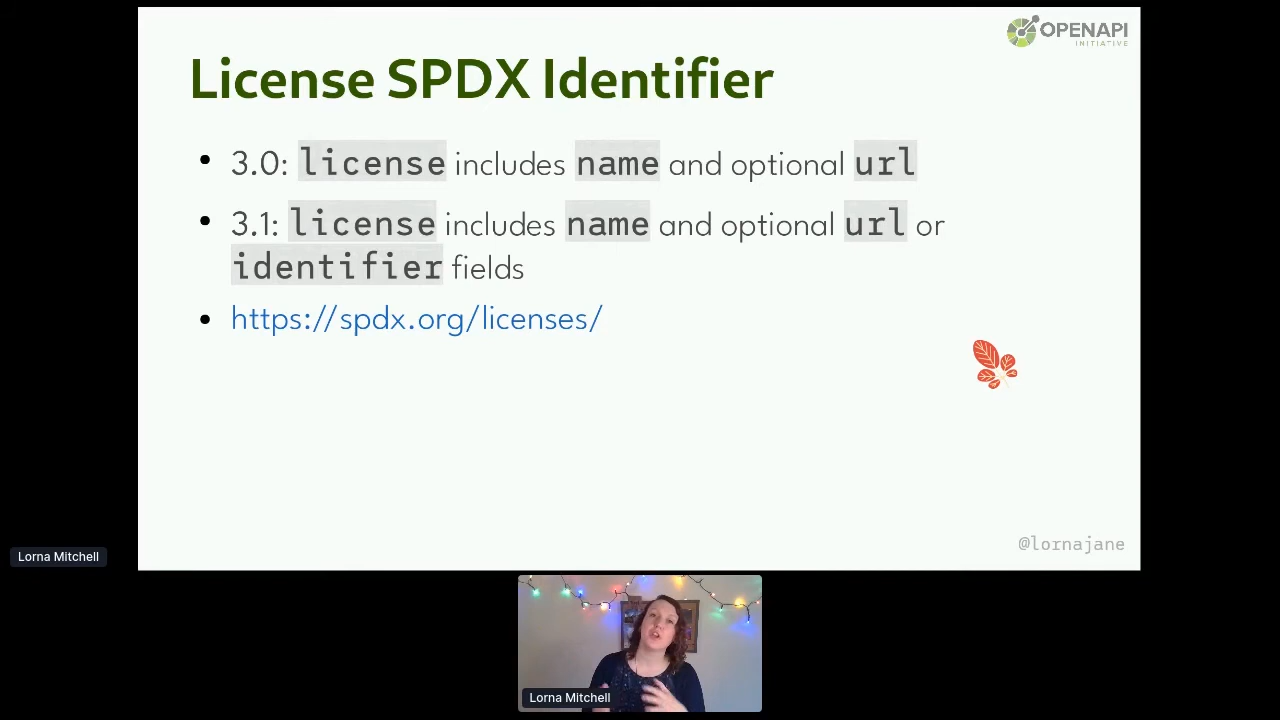 OPENAPI
INITIATIVE
License SPDX Identifier
3.0: license includes name and optional url
3.1: license includes name and optional url or
identifier fields
https://spdx.org/licenses/
@lornajane
Lorna Mitchell
Lorna Mitchell